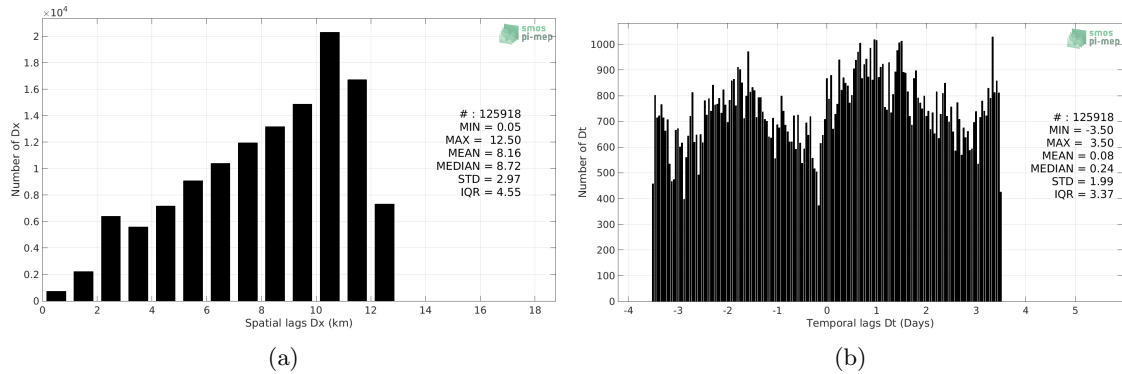 ×10^4
2
1.8
1.6
1.4
1.2
1
0.8
0.6
0.4
0.2
0
Number of Dx
0 2 4 6 8 10 12 14 16 18
Spatial lags Dx (km)
smos
pi-mep
# : 125918
MIN = 0.05
MAX = 12.50
MEAN = 8.16
MEDIAN = 8.72
STD = 2.97
IQR = 4.55
(a)
1000
900
800
700
600
500
400
300
200
100
0
Number of Dt
-4 -3 -2 -1 0 1 2 3 4 5
Temporal lags Dt (Days)
smos
pi-mep
# : 125918
MIN = -3.50
MAX = 3.50
MEAN = 0.08
MEDIAN = 0.24
STD = 1.99
IQR = 3.37
(b)